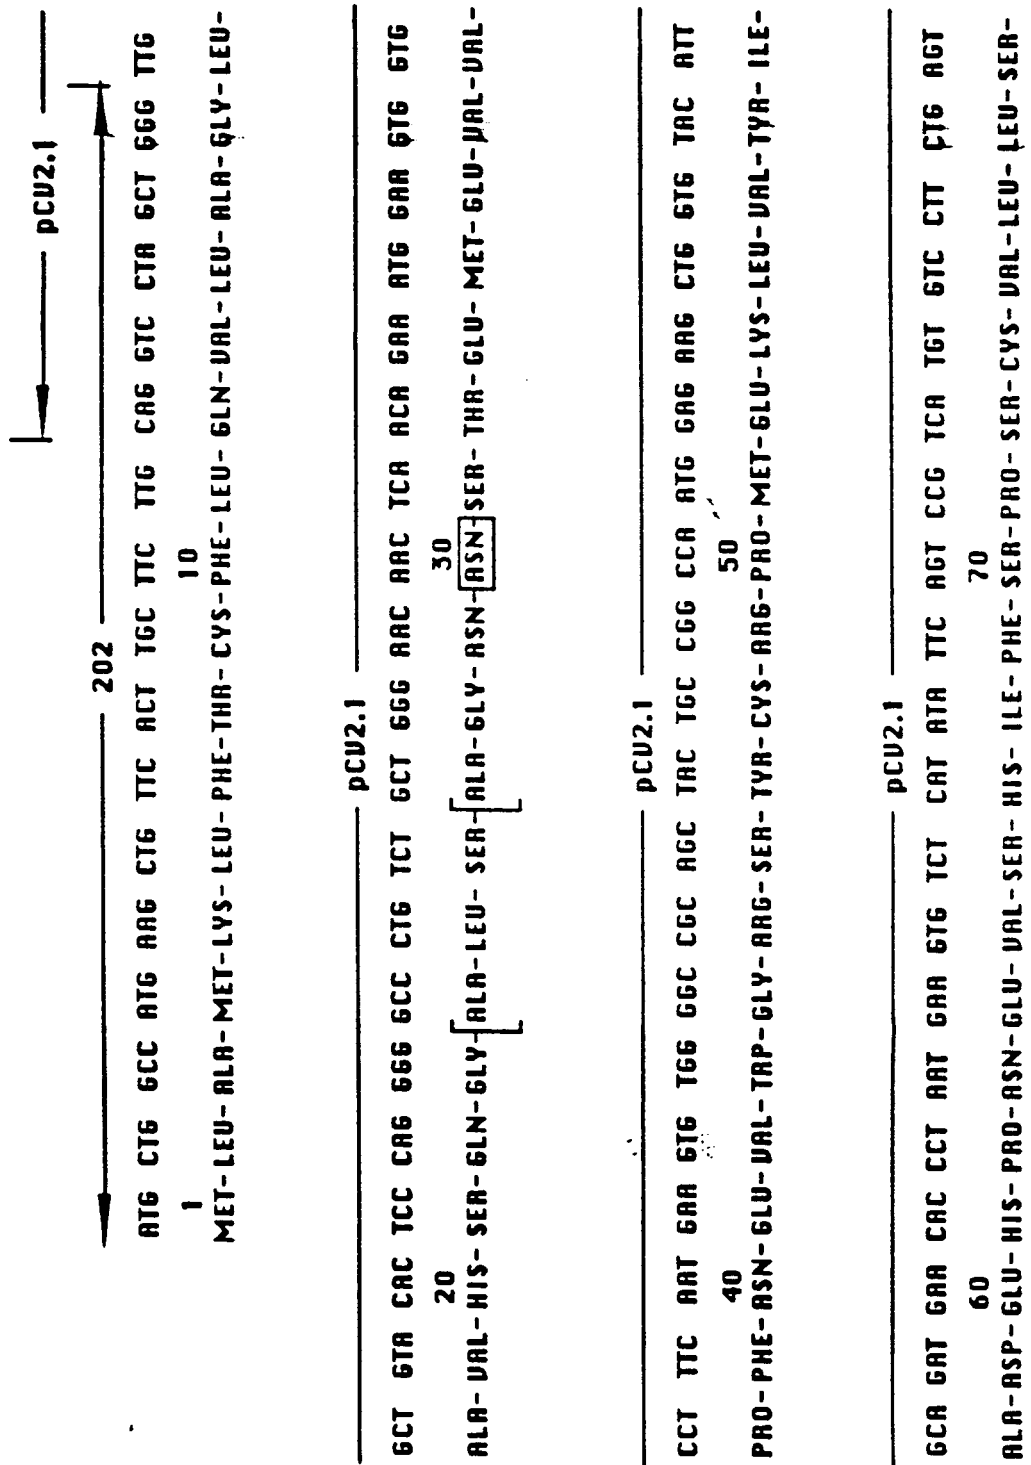 pCV2.1
202
ATG CTG GCC ATG AAG CTG TTC ACT TGC TTC TTG CAG GTC CTA GCT GGG TTG
1 10
MET-LEU-ALA-MET-LYS-LEU-PHE-THR-CYS-PHE-LEU-GLN-VAL-LEU-ALA-GLY-LEU-
pCV2.1
GCT GTA CAC TCC CAG GGG GCC CTG TCT GCT GGG AAC AAC TCA ACA GAA ATG GAA GTG GTG
20 30
ALA-VAL-HIS-SER-GLN-GLY-ALA-LEU-SER-ALA-GLY-ASN-ASN-SER-THR-GLU-MET-GLU-VAL-VAL-
pCV2.1
CCT TTC AAT GAA GTG TGG GGC CGC AGC TAC TGC CGG CCA ATG GAG AAG CTG GTG TAC ATT
40 50
PRO-PHE-ASN-GLU-VAL-TRP-GLY-ARG-SER-TYR-CYS-ARG-PRO-MET-GLU-LYS-LEU-VAL-TYR-ILE-
pCV2.1
GCA GAT GAA CAC CCT AAT GAA GTG TCT CAT ATA TTC AGT CCG TCA TGT GTC CTT CTG AGT
60 70
ALA-ASP-GLU-HIS-PRO-ASN-GLU-VAL-SER-HIS-ILE-PHE-SER-PRO-SER-CYS-VAL-LEU-LEU-SER-